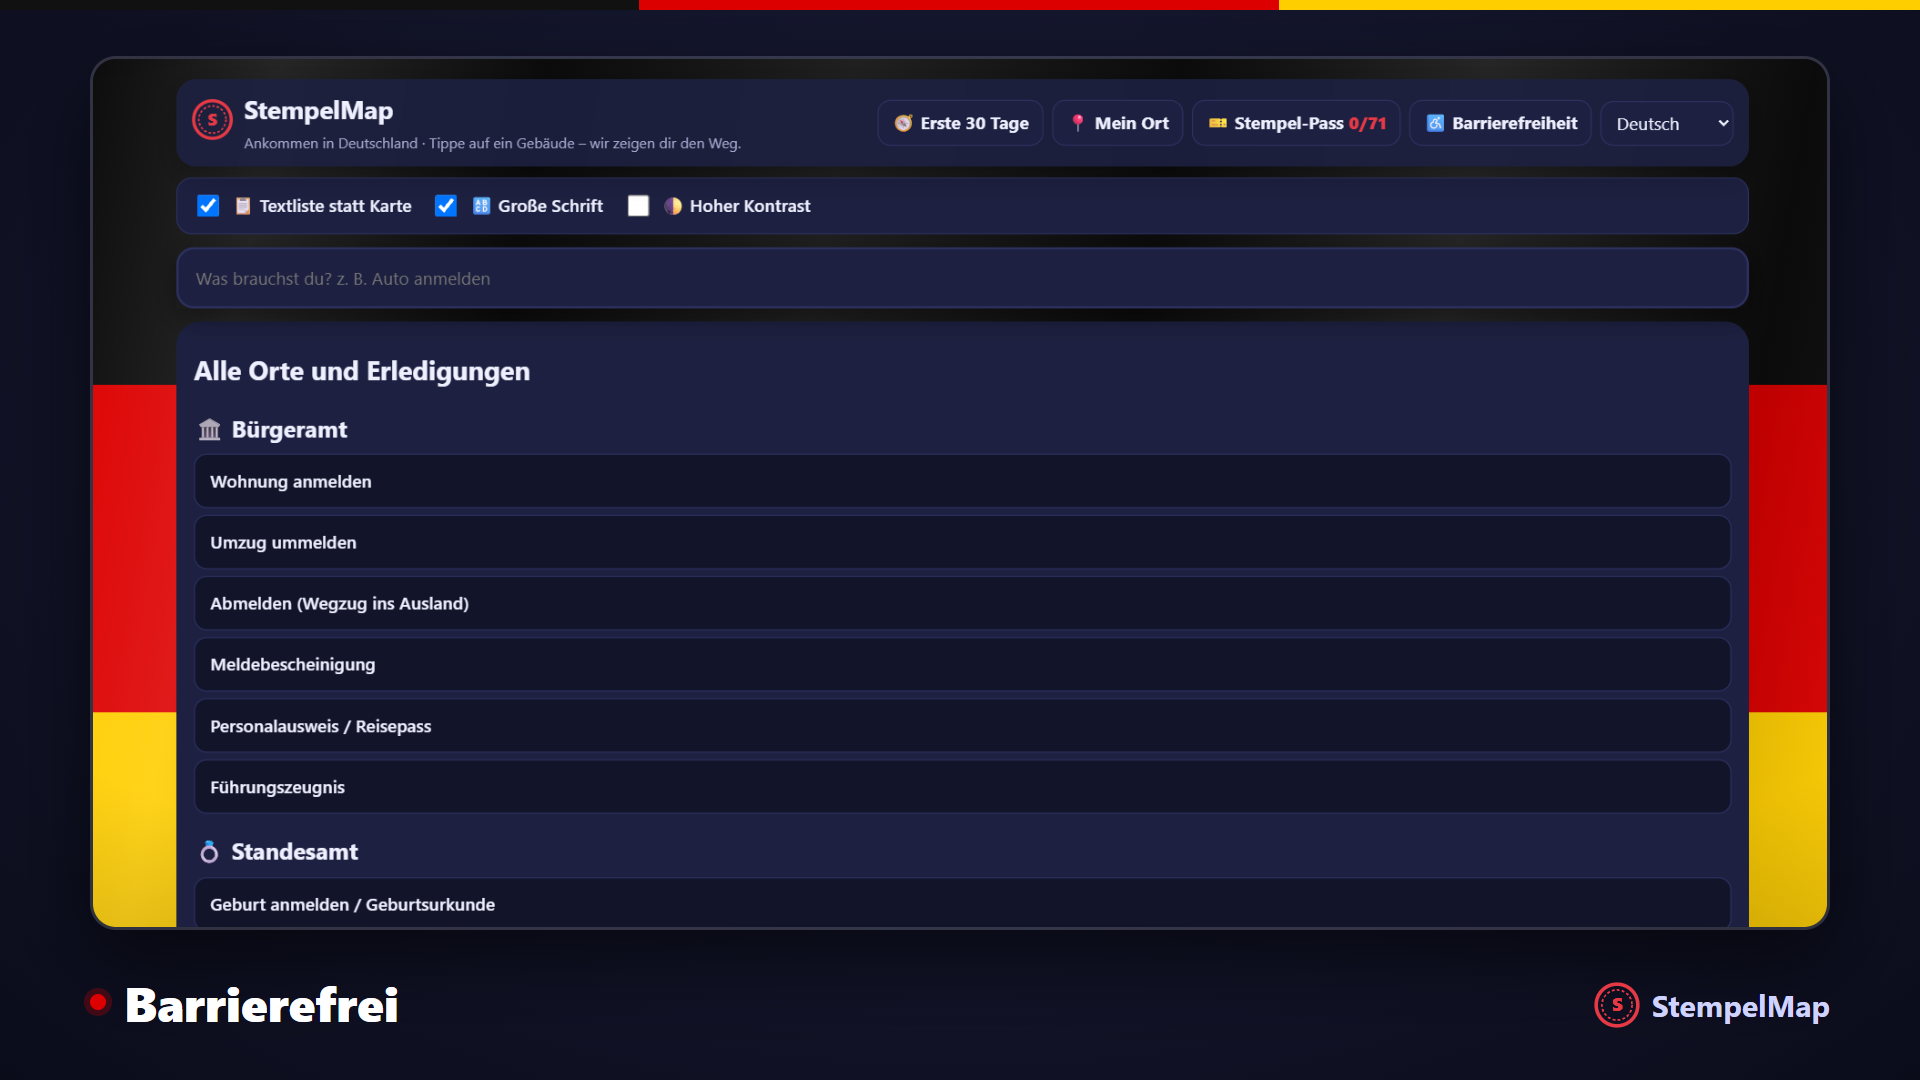 StempelMap
Ankommen in Deutschland · Tippe auf ein Gebäude – wir zeigen dir den Weg.
Erste 30 Tage
Mein Ort
Stempel-Pass 0/71
Barrierefreiheit
Deutsch
Textliste statt Karte
Große Schrift
Hoher Kontrast
Was brauchst du? z. B. Auto anmelden
Alle Orte und Erledigungen
Bürgeramt
Wohnung anmelden
Umzug ummelden
Abmelden (Wegzug ins Ausland)
Meldebescheinigung
Personalausweis / Reisepass
Führungszeugnis
Standesamt
Geburt anmelden / Geburtsurkunde
Barrierefrei
S StempelMap